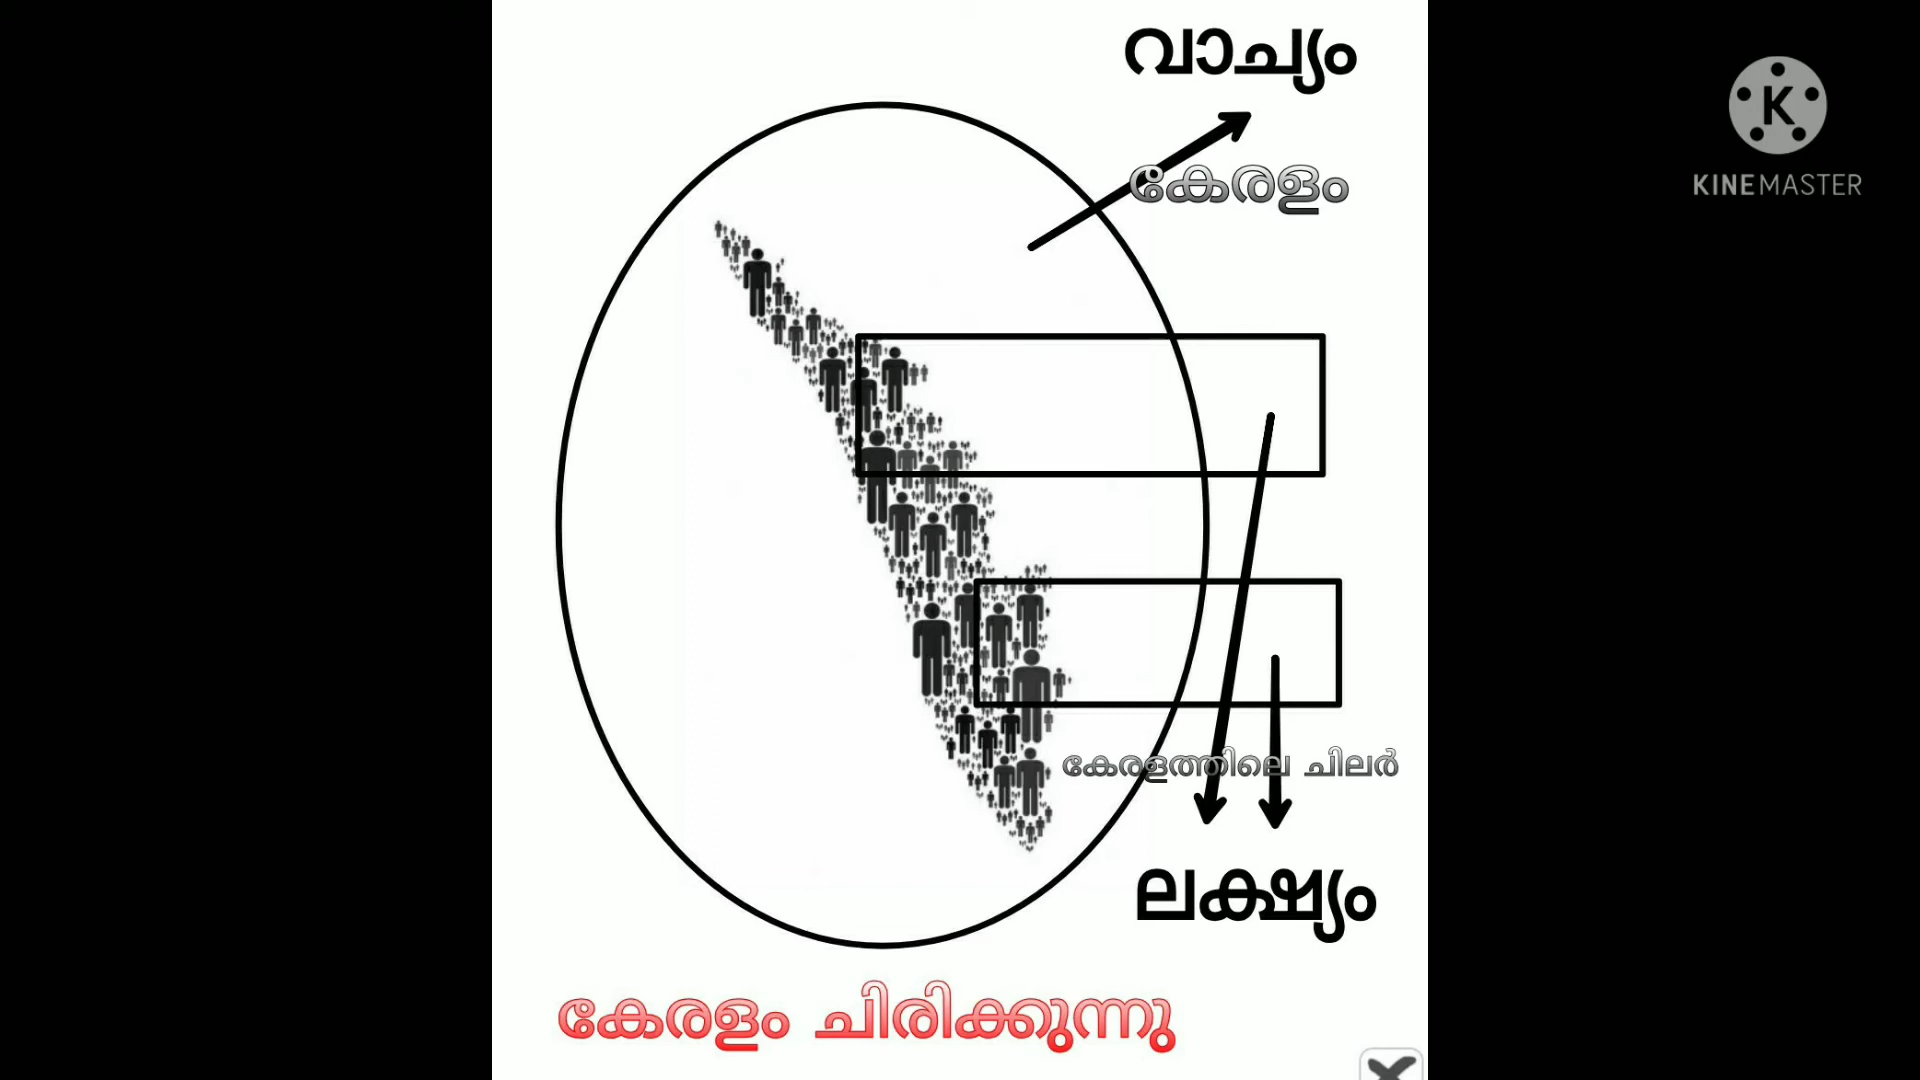 വാച്യം
കേരളം
കേരളത്തിലെ ചിലർ
ലക്ഷ്യം
കേരളം ചിരിക്കുന്നു
K
KINEMASTER